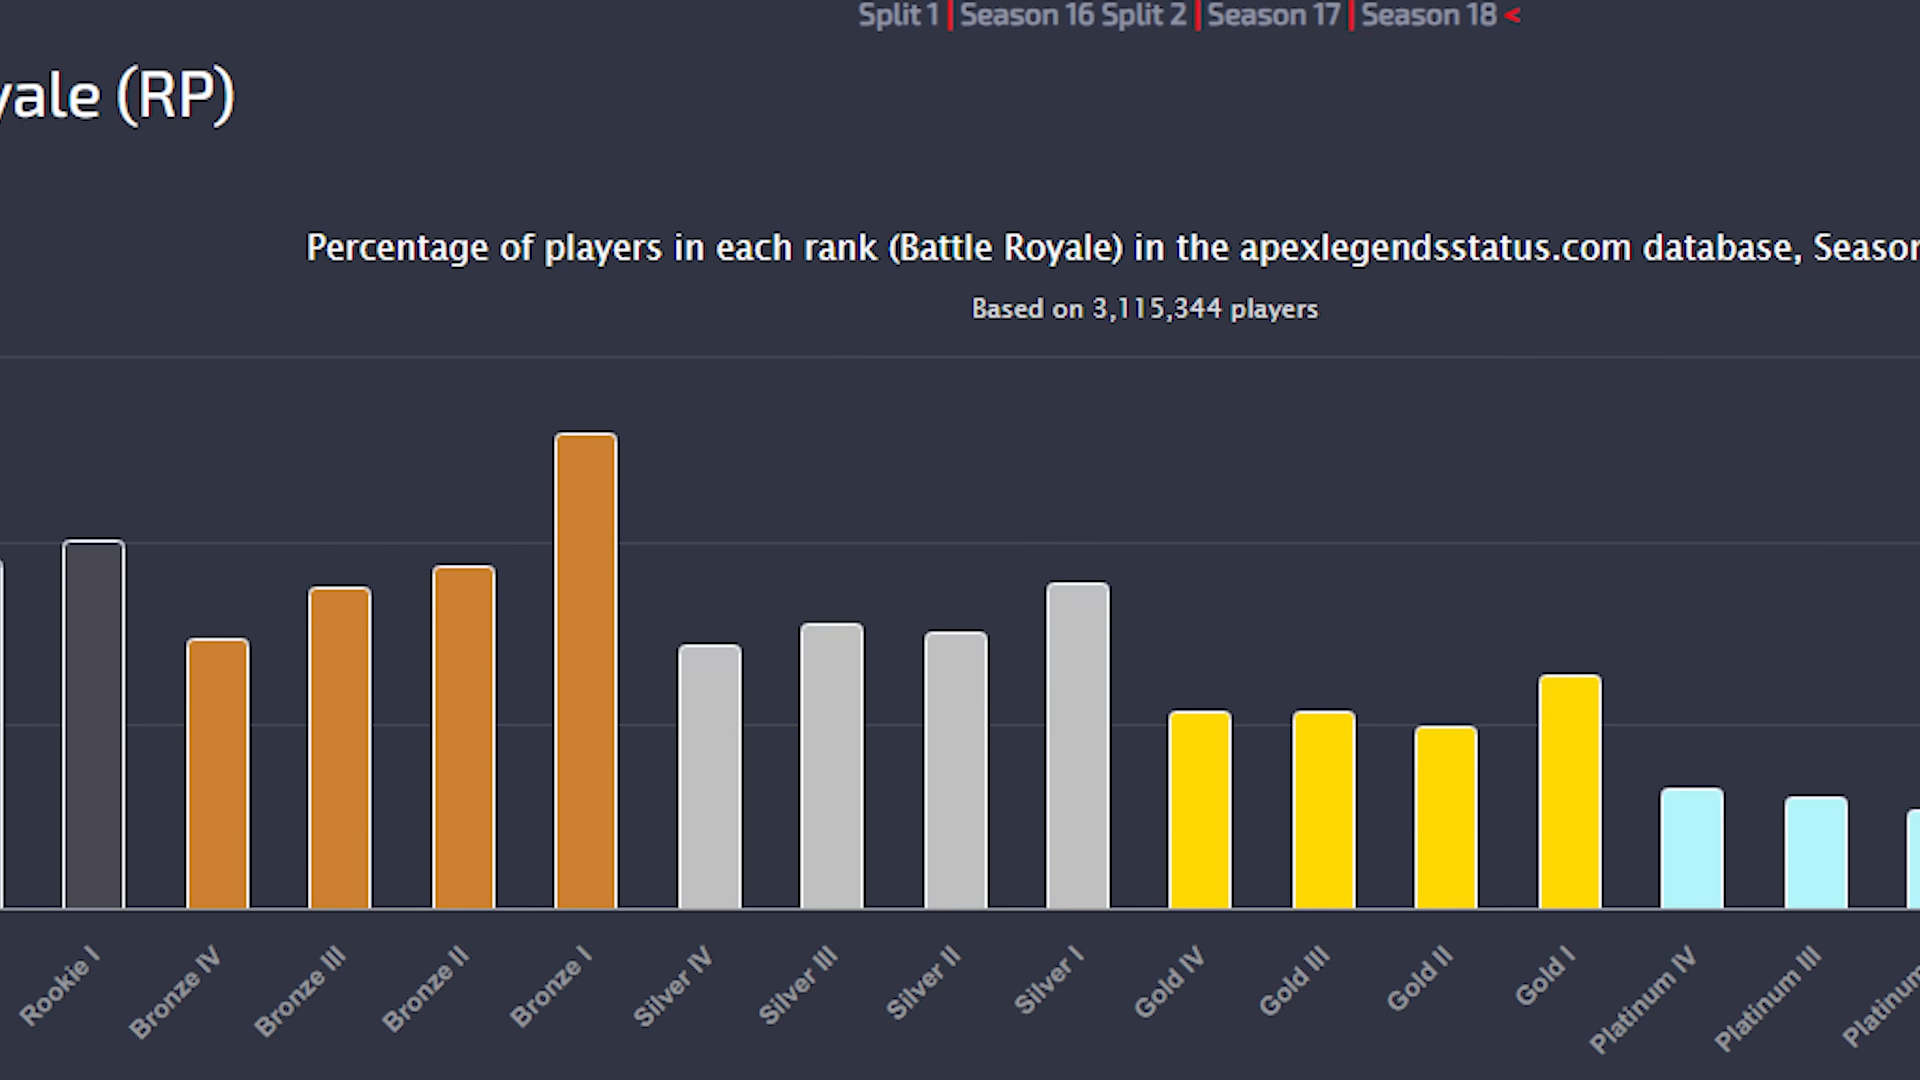 Split 1 | Season 16 Split 2 | Season 17 | Season 18 <
yale (RP)
Percentage of players in each rank (Battle Royale) in the apexlegendsstatus.com database, Season
Based on 3,115,344 players
Rookie I
Bronze IV
Bronze III
Bronze II
Bronze I
Silver IV
Silver III
Silver II
Silver I
Gold IV
Gold III
Gold II
Gold I
Platinum IV
Platinum III
Platinum